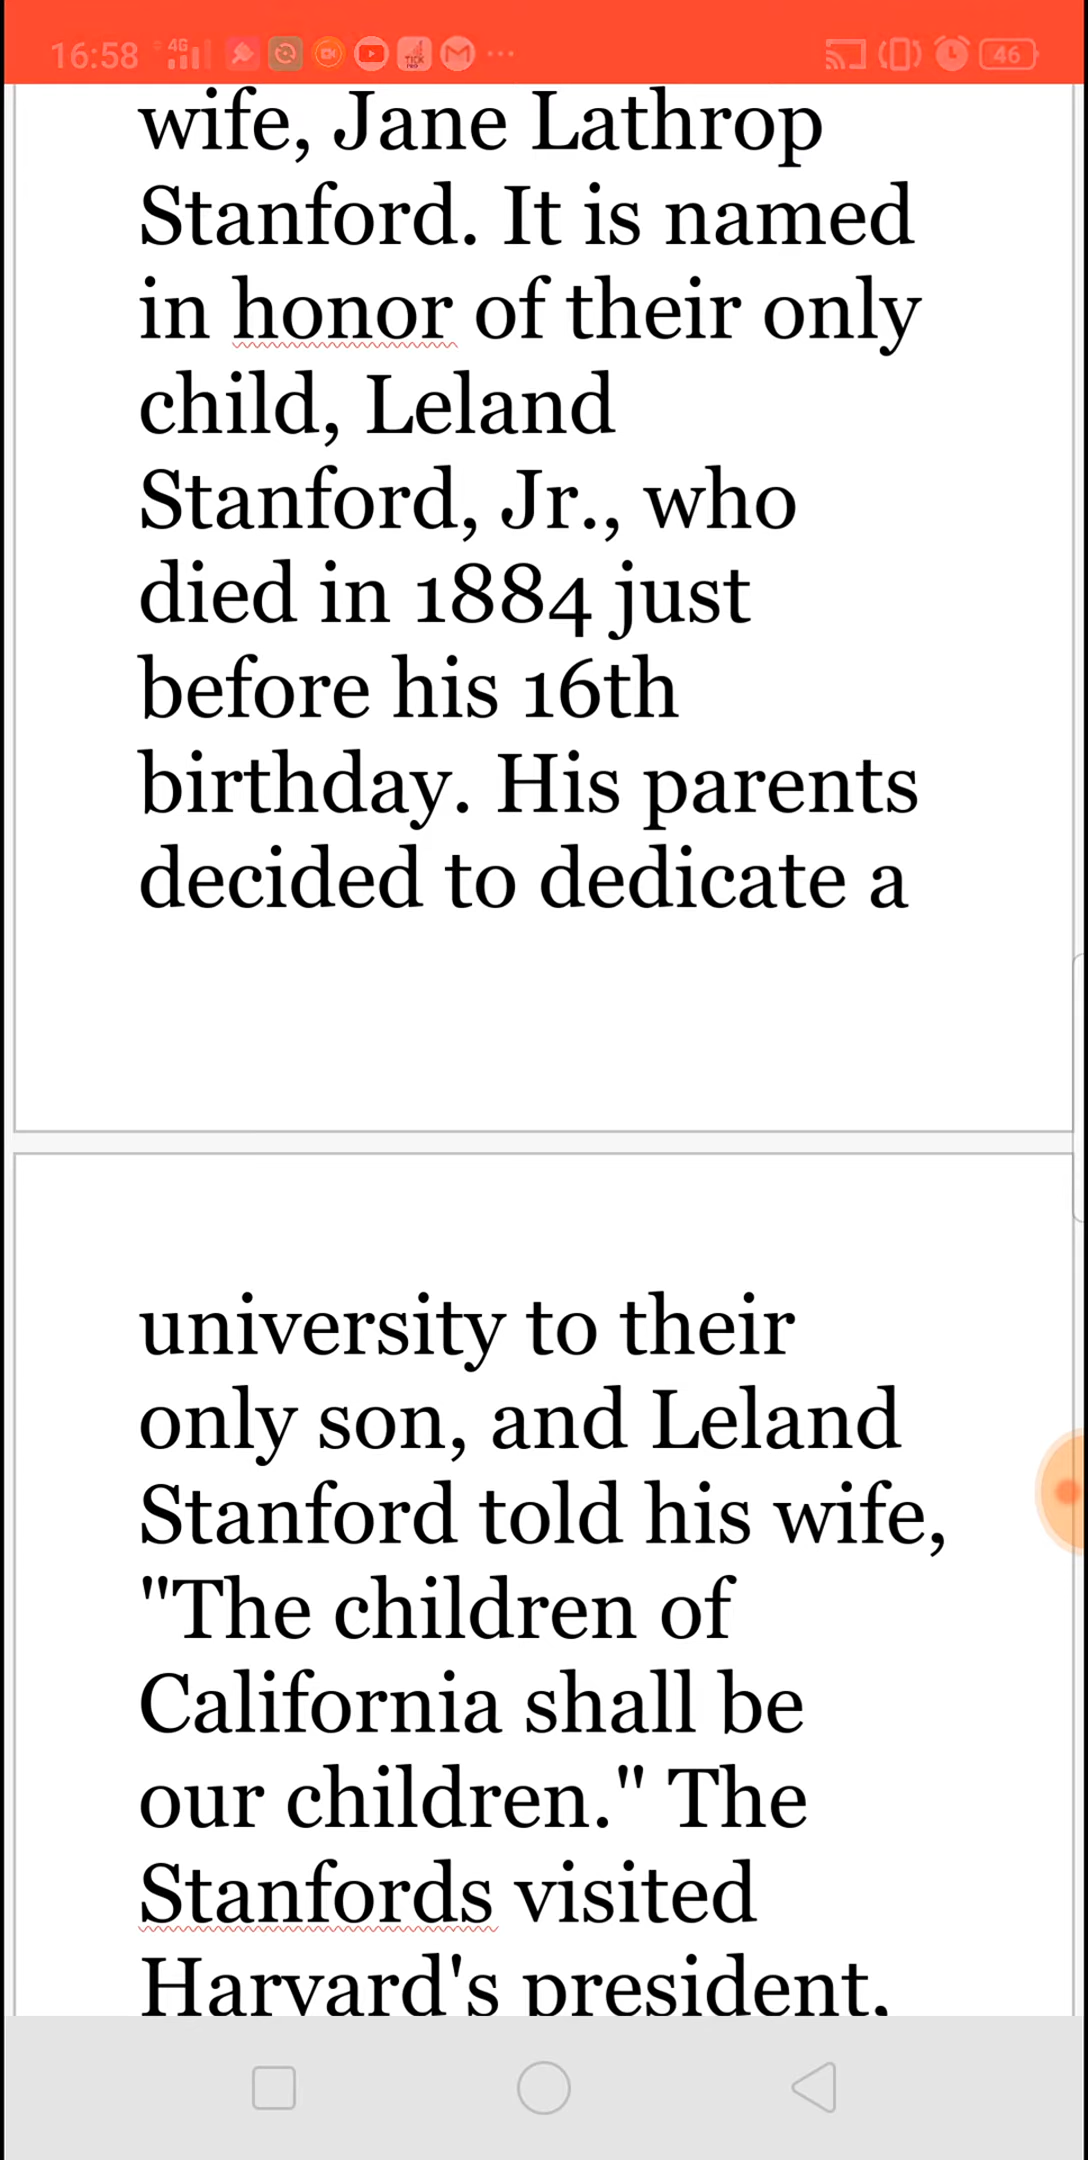 16:58 4G 46
wife, Jane Lathrop
Stanford. It is named
in honor of their only
child, Leland
Stanford, Jr., who
died in 1884 just
before his 16th
birthday. His parents
decided to dedicate a
university to their
only son, and Leland
Stanford told his wife,
"The children of
California shall be
our children." The
Stanfords visited
Harvard's president,